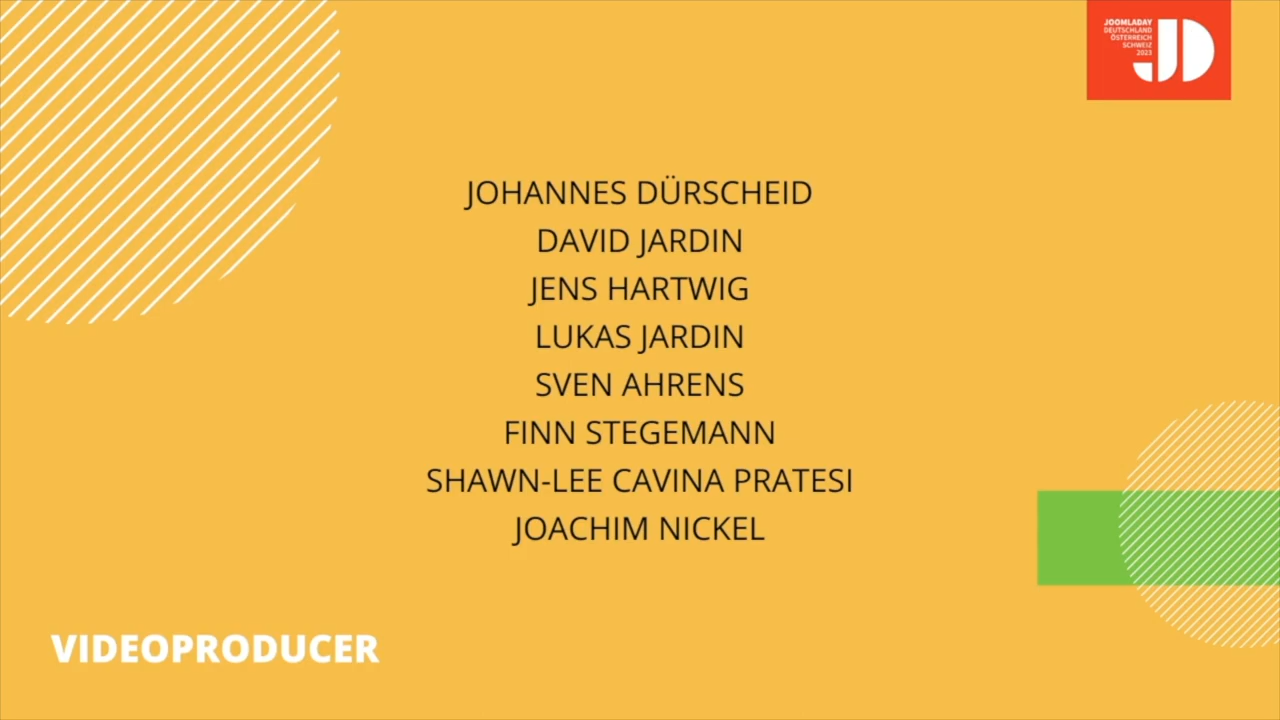 JOOMLADAY
DEUTSCHLAND
ÖSTERREICH
SCHWEIZ
2023
JD
JOHANNES DÜRSCHEID
DAVID JARDIN
JENS HARTWIG
LUKAS JARDIN
SVEN AHRENS
FINN STEGEMANN
SHAWN-LEE CAVINA PRATESI
JOACHIM NICKEL
VIDEOPRODUCER